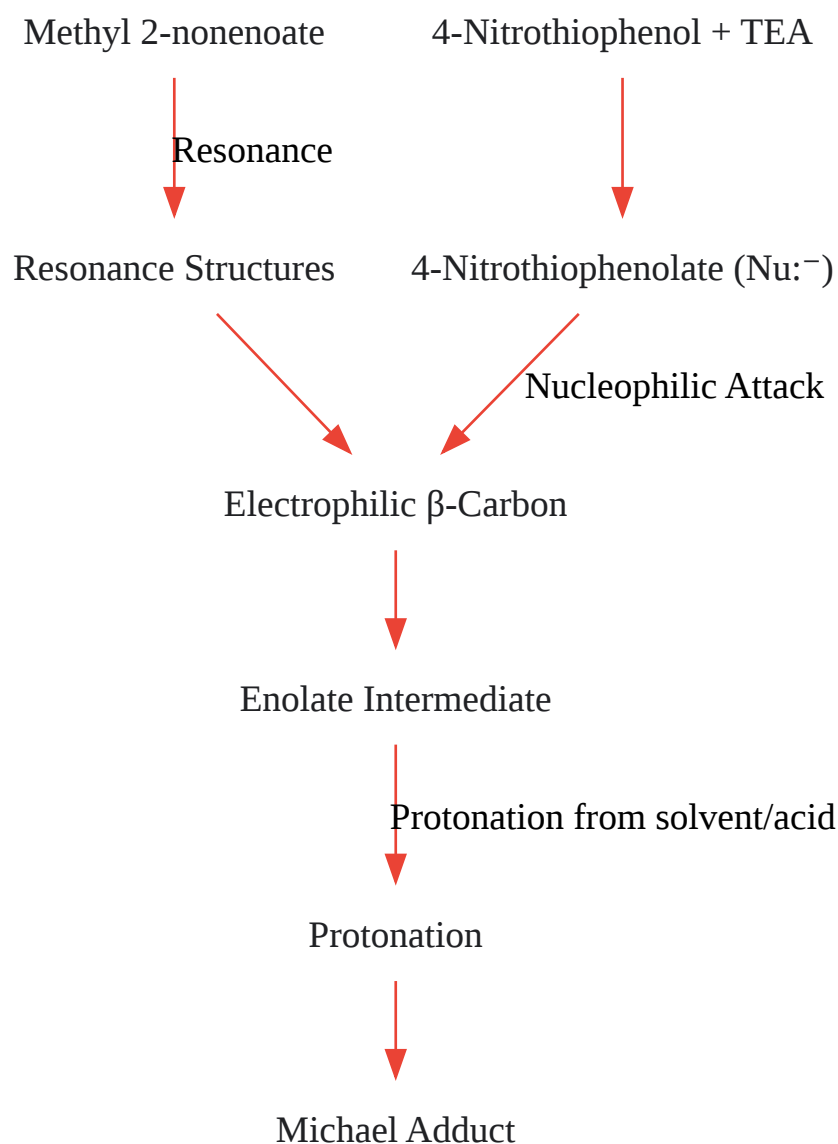 Methyl 2-nonenoate
4-Nitrothiophenol + TEA
Resonance
Resonance Structures
4-Nitrothiophenolate (Nu:⁻)
Nucleophilic Attack
Electrophilic β-Carbon
Enolate Intermediate
Protonation from solvent/acid
Protonation
Michael Adduct